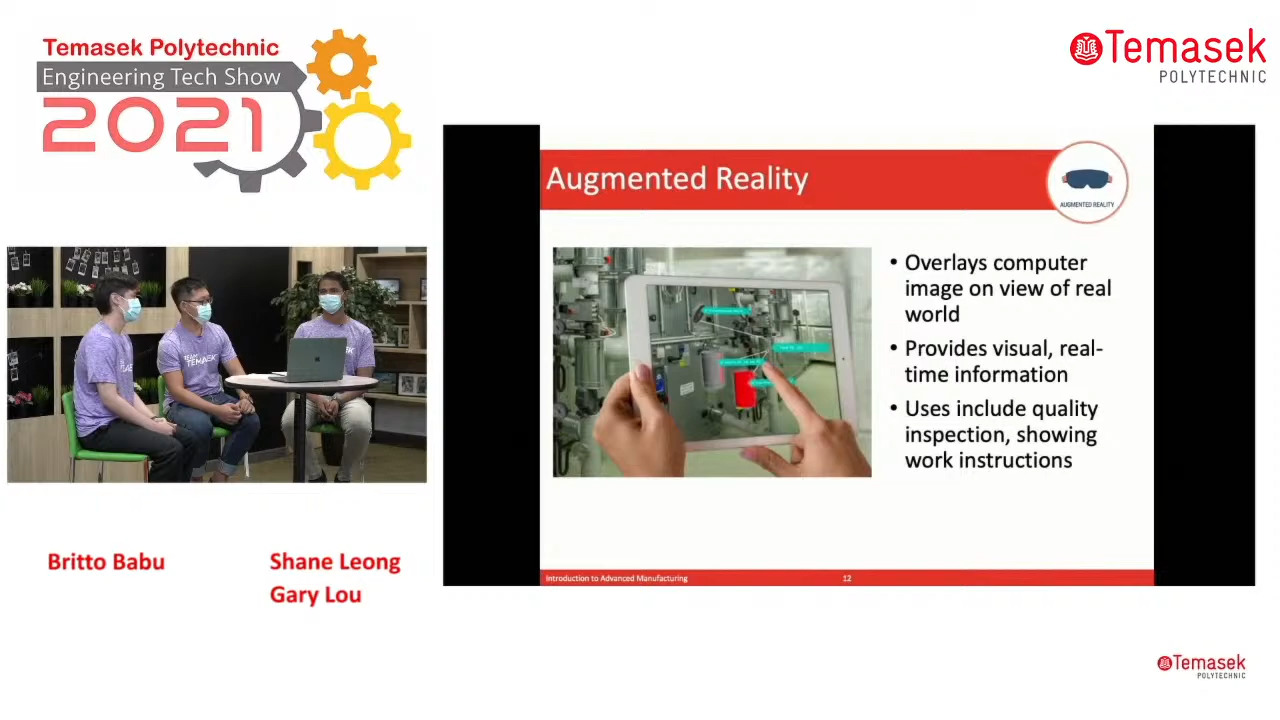 Temasek Polytechnic
Engineering Tech Show
2021
Temasek
POLYTECHNIC
Augmented Reality
AUGMENTED REALITY
• Overlays computer
image on view of real
world
• Provides visual, real-
time information
• Uses include quality
inspection, showing
work instructions
TEAM
TEMASEK
Britto Babu
Shane Leong
Gary Lou
Introduction to Advanced Manufacturing
12
Temasek
POLYTECHNIC